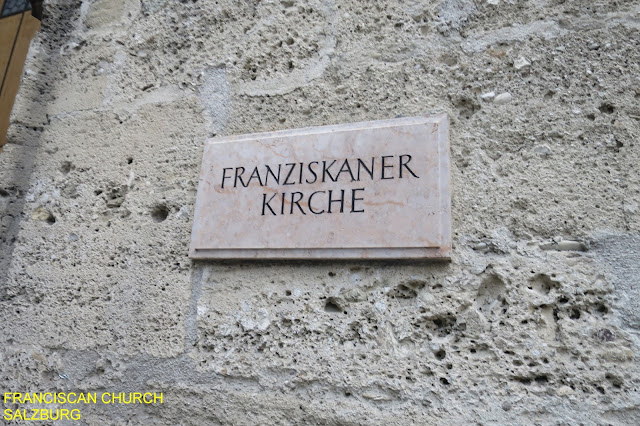 FRANZISKANER
KIRCHE
FRANCISCAN CHURCH
SALZBURG